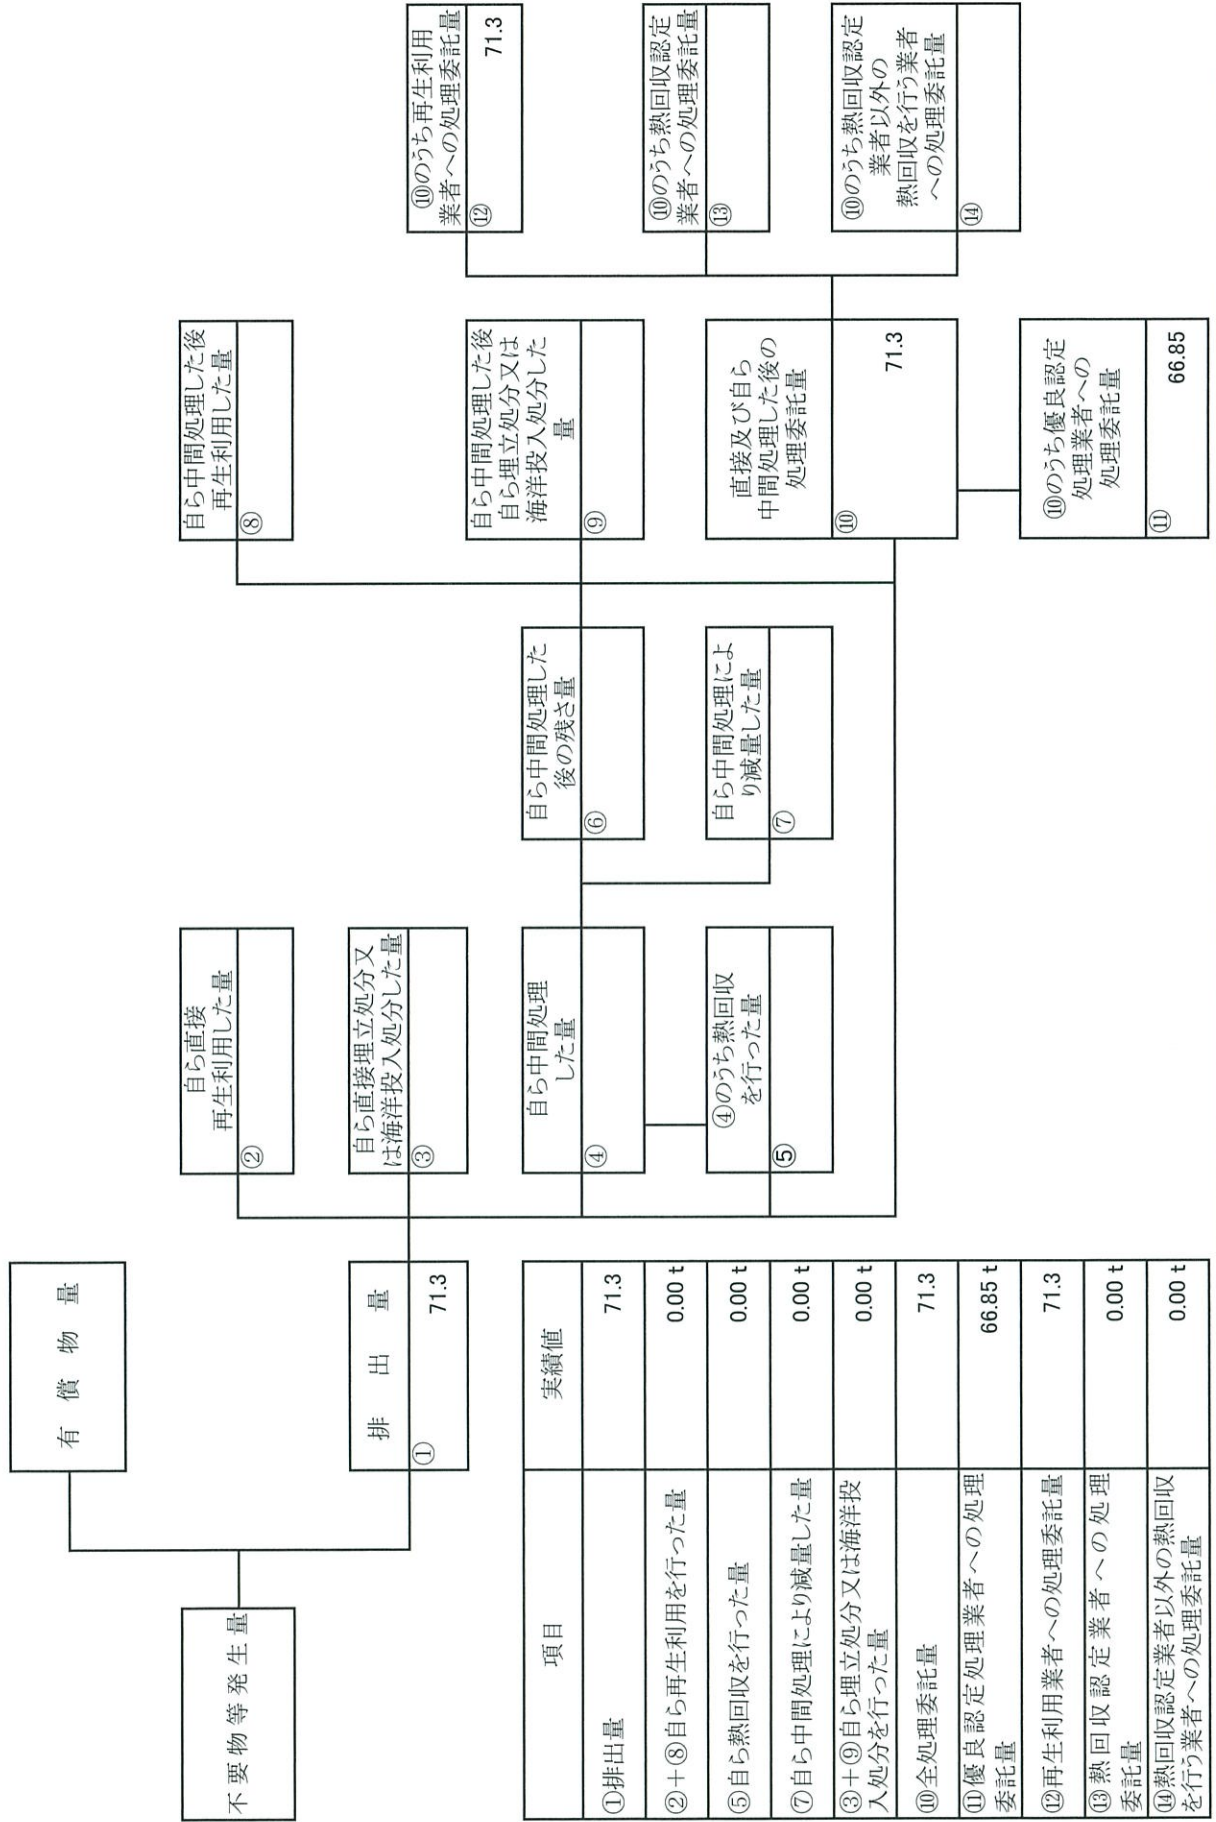 不要物等発生量
有償物量
排出量
①
71.3
自ら直接
再生利用した量
②
自ら直接埋立処分又
は海洋投入処分した量
③
自ら中間処理
した量
④
④のうち熱回収
を行った量
⑤
自ら中間処理した
後の残さ量
⑥
自ら中間処理によ
り減量した量
⑦
自ら中間処理した後
再生利用した量
⑧
自ら中間処理した後
自ら埋立処分又は
海洋投入処分した
量
⑨
直接及び自ら
中間処理した後の
処理委託量
⑩
71.3
⑩のうち優良認定
処理業者への
処理委託量
⑪
66.85
⑩のうち再生利用
業者への処理委託量
⑫
71.3
⑩のうち熱回収認定
業者への処理委託量
⑬
⑩のうち熱回収認定
業者以外の
熱回収を行う業者
への処理委託量
⑭
項目 実績値
①排出量 71.3
②+⑧自ら再生利用を行った量 0.00 t
⑤自ら熱回収を行った量 0.00 t
⑦自ら中間処理により減量した量 0.00 t
③+⑨自ら埋立処分又は海洋投
入処分を行った量 0.00 t
⑩全処理委託量 71.3
⑪優良認定処理業者への処理
委託量 66.85 t
⑫再生利用業者への処理委託量 71.3
⑬熱回収認定業者への処理
委託量 0.00 t
⑭熱回収認定業者以外の熱回収
を行う業者への処理委託量 0.00 t